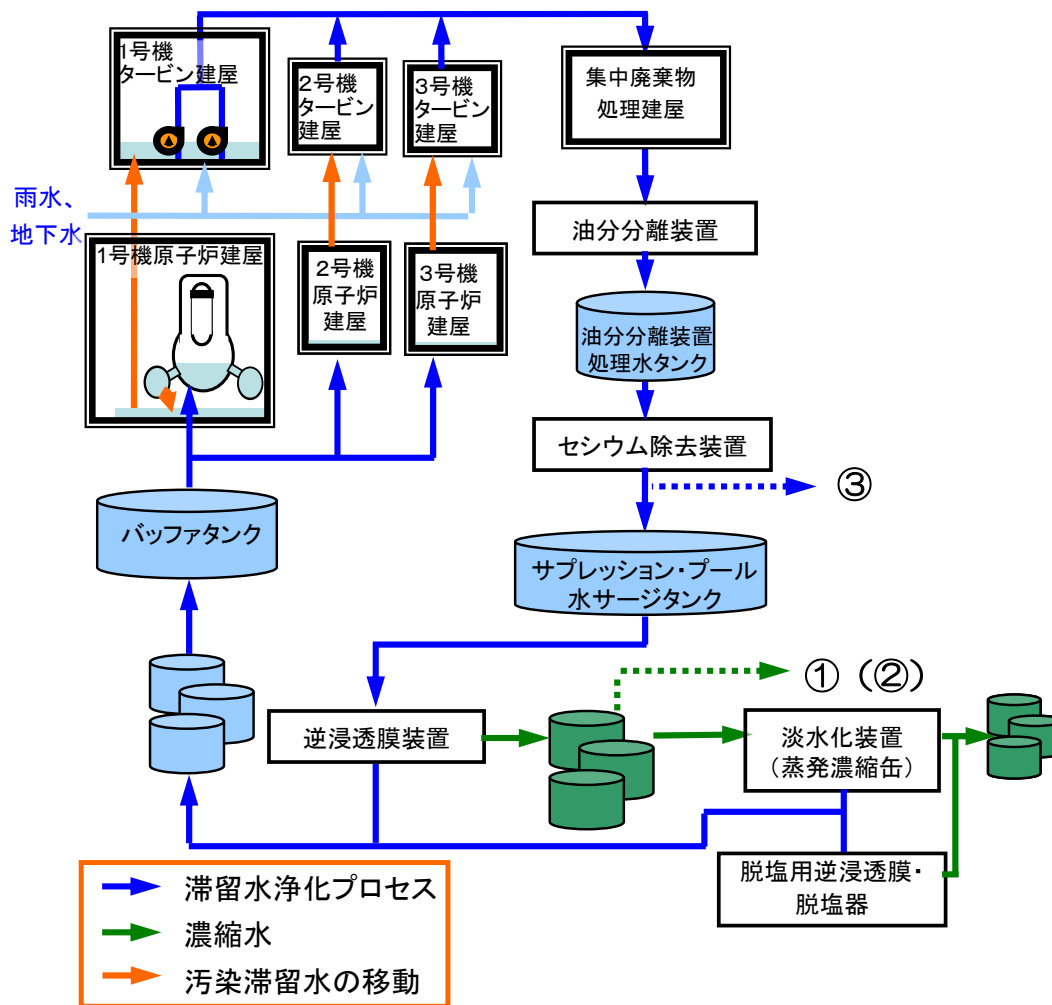 1号機
タービン建屋
2号機
タービン
建屋
3号機
タービン
建屋
集中廃棄物
処理建屋
雨水、
地下水
1号機原子炉建屋
2号機
原子炉
建屋
3号機
原子炉
建屋
油分分離装置
油分分離装置
処理水タンク
セシウム除去装置
③
バッファタンク
サプレッション・プール
水サージタンク
① (②)
逆浸透膜装置
淡水化装置
(蒸発濃縮缶)
脱塩用逆浸透膜・
脱塩器
滞留水浄化プロセス
濃縮水
汚染滞留水の移動